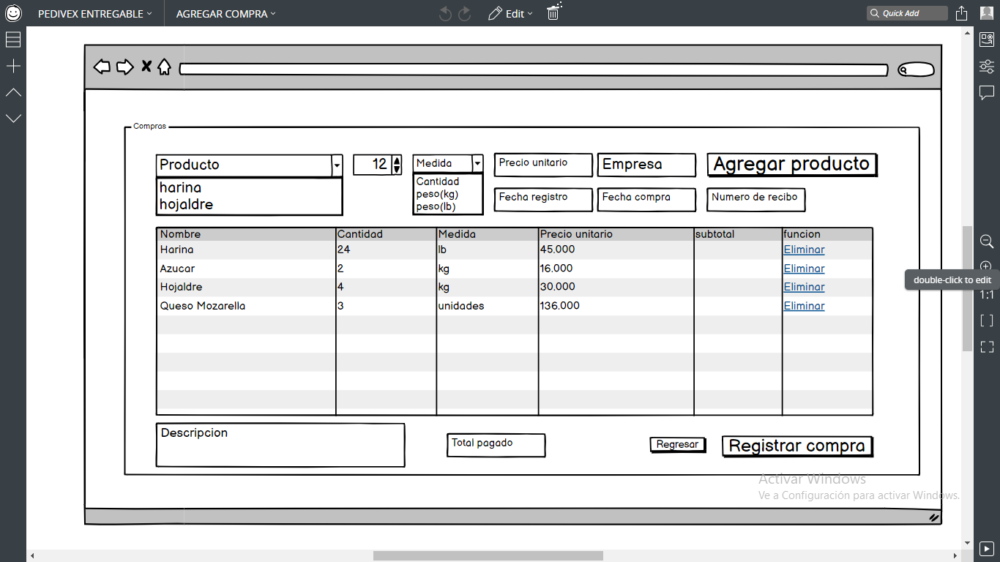 PEDIVEX ENTREGABLE AGREGAR COMPRA Edit Quick Add
Compras
Producto 12 Medida Precio unitario Empresa Agregar producto
harina
hojaldre
Cantidad
peso(kg)
peso(lb)
Fecha registro Fecha compra Numero de recibo
Nombre Cantidad Medida Precio unitario subtotal funcion
Harina 24 lb 45.000 Eliminar
Azucar 2 kg 16.000 Eliminar
Hojaldre 4 kg 30.000 Eliminar
Queso Mozarella 3 unidades 136.000 Eliminar
double-click to edit
1:1
Descripcion Total pagado Regresar Registrar compra
Activar Windows
Ve a Configuración para activar Windows.